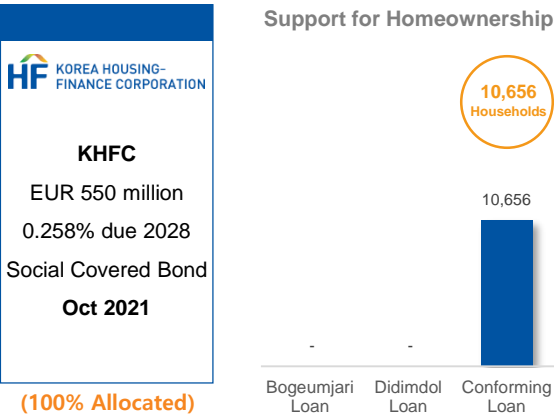 HF KOREA HOUSING-
FINANCE CORPORATION
KHFC
EUR 550 million
0.258% due 2028
Social Covered Bond
Oct 2021
(100% Allocated)
Support for Homeownership
10,656
Households
10,656
-
-
Bogeumjari
Loan
Didimdol
Loan
Conforming
Loan